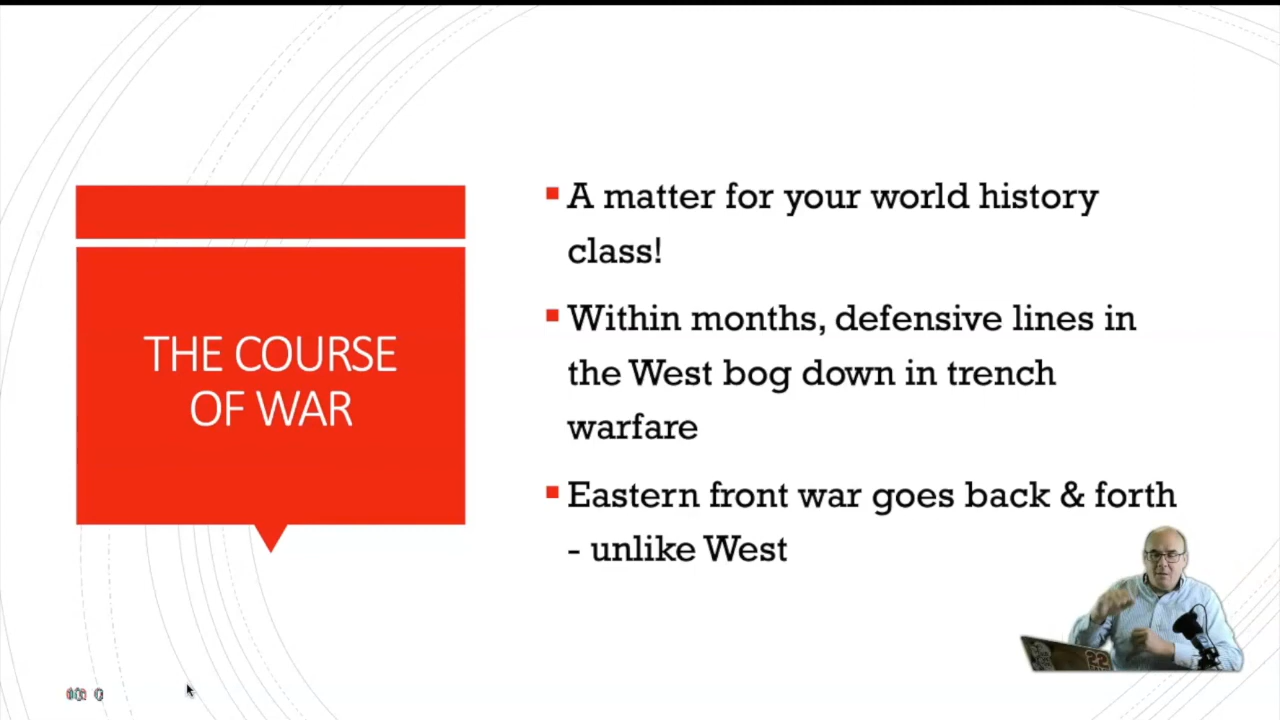 THE COURSE
OF WAR
A matter for your world history
class!
Within months, defensive lines in
the West bog down in trench
warfare
Eastern front war goes back & forth
- unlike West
22